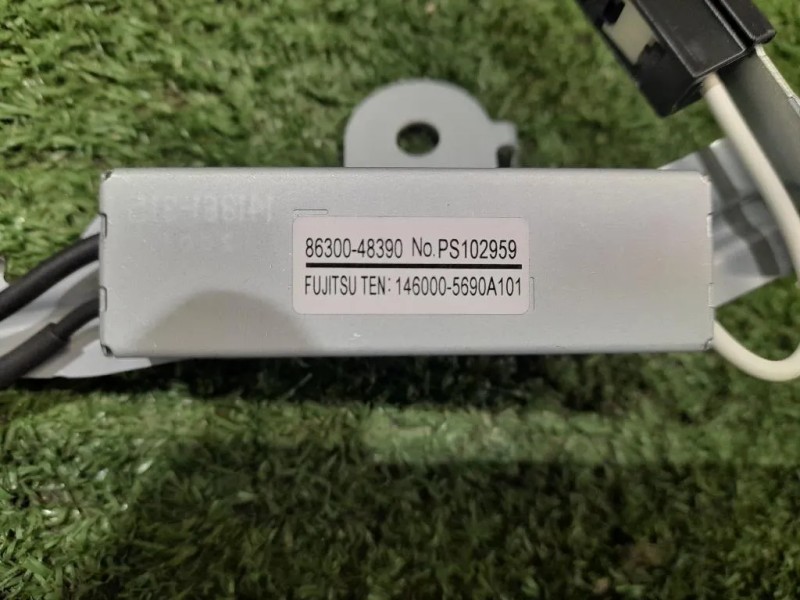 86300-48390 No. PS102959
FUJITSU TEN: 146000-5690A101